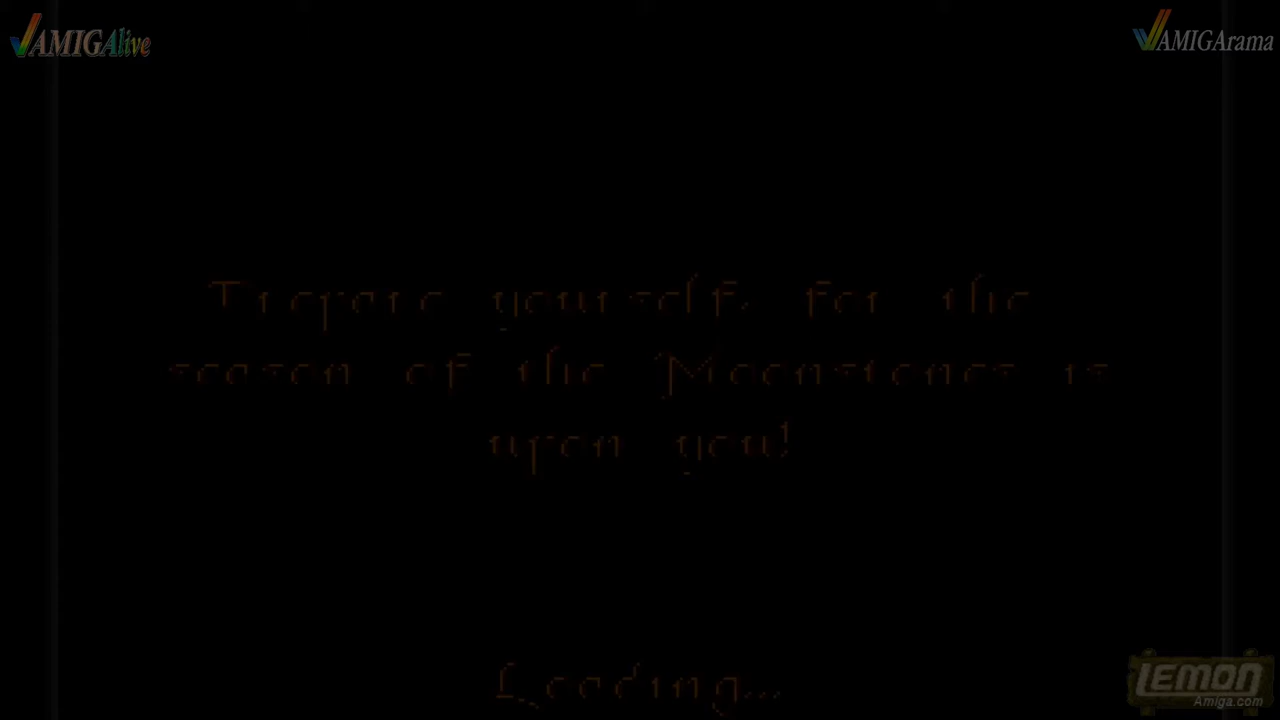 AMIGAlive
AMIGArama
Prepare yourself, for the
season of the Moonstones is
upon you!
Loading...
LEMON
Amiga.com